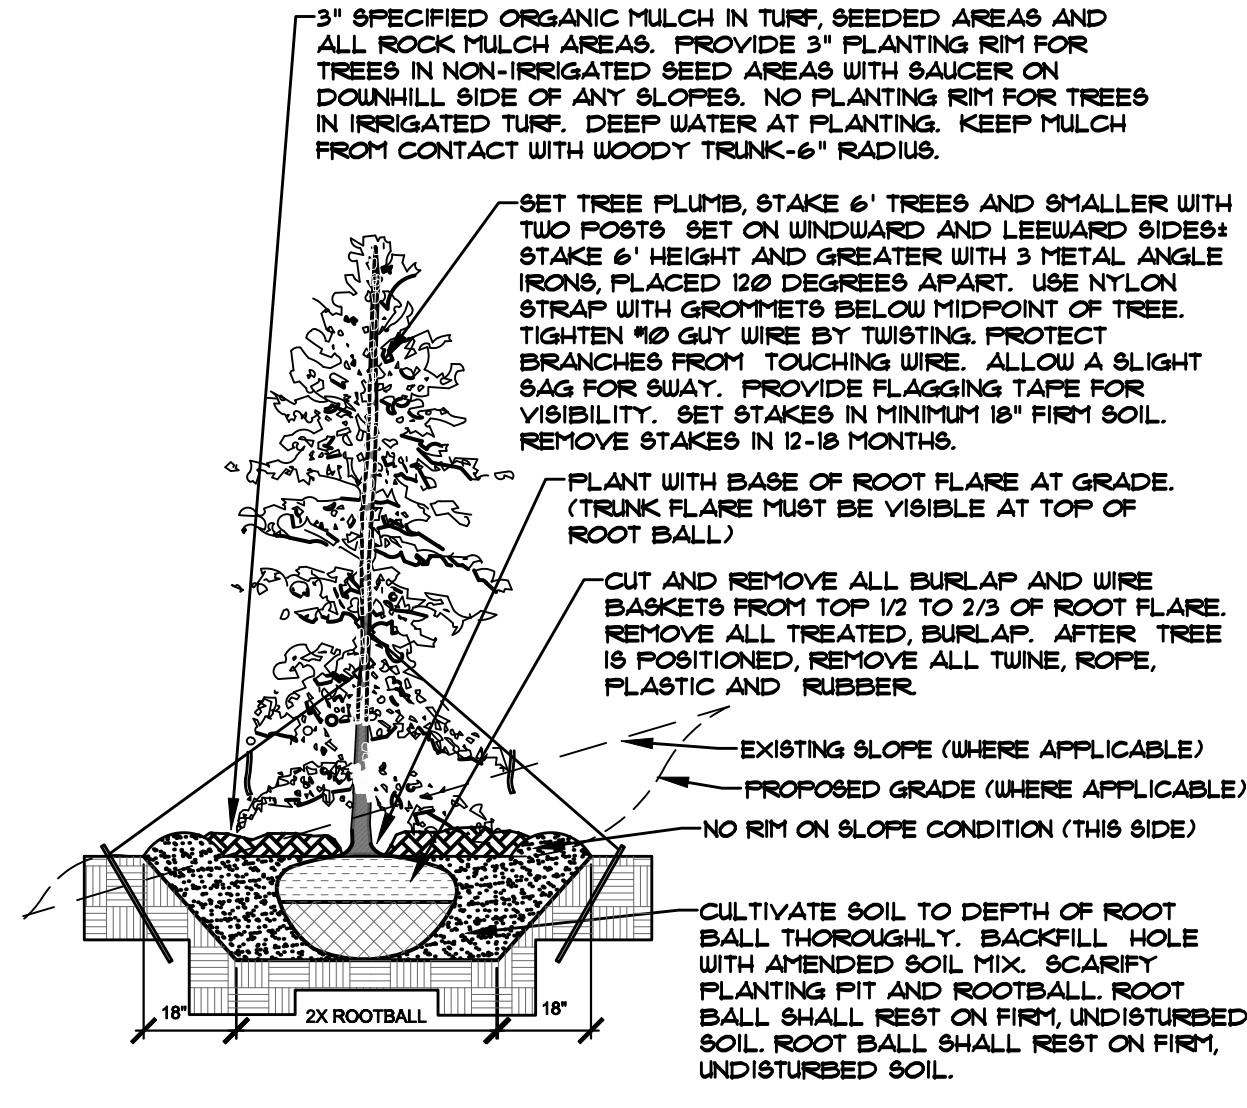 3" SPECIFIED ORGANIC MULCH IN TURF, SEEDED AREAS AND
ALL ROCK MULCH AREAS. PROVIDE 3" PLANTING RIM FOR
TREES IN NON-IRRIGATED SEED AREAS WITH SAUCER ON
DOWNHILL SIDE OF ANY SLOPES. NO PLANTING RIM FOR TREES
IN IRRIGATED TURF. DEEP WATER AT PLANTING. KEEP MULCH
FROM CONTACT WITH WOODY TRUNK-6" RADIUS.
SET TREE PLUMB, STAKE 6' TREES AND SMALLER WITH
TWO POSTS SET ON WINDWARD AND LEEWARD SIDES±
STAKE 6' HEIGHT AND GREATER WITH 3 METAL ANGLE
IRONS, PLACED 120 DEGREES APART. USE NYLON
STRAP WITH GROMMETS BELOW MIDPOINT OF TREE.
TIGHTEN #10 GUY WIRE BY TWISTING. PROTECT
BRANCHES FROM TOUCHING WIRE. ALLOW A SLIGHT
SAG FOR SWAY. PROVIDE FLAGGING TAPE FOR
VISIBILITY. SET STAKES IN MINIMUM 18" FIRM SOIL.
REMOVE STAKES IN 12-18 MONTHS.
PLANT WITH BASE OF ROOT FLARE AT GRADE.
(TRUNK FLARE MUST BE VISIBLE AT TOP OF
ROOT BALL)
CUT AND REMOVE ALL BURLAP AND WIRE
BASKETS FROM TOP 1/2 TO 2/3 OF ROOT FLARE.
REMOVE ALL TREATED, BURLAP. AFTER TREE
IS POSITIONED, REMOVE ALL TWINE, ROPE,
PLASTIC AND RUBBER.
EXISTING SLOPE (WHERE APPLICABLE)
PROPOSED GRADE (WHERE APPLICABLE)
NO RIM ON SLOPE CONDITION (THIS SIDE)
CULTIVATE SOIL TO DEPTH OF ROOT
BALL THOROUGHLY. BACKFILL HOLE
WITH AMENDED SOIL MIX. SCARIFY
PLANTING PIT AND ROOTBALL. ROOT
BALL SHALL REST ON FIRM, UNDISTURBED
SOIL. ROOT BALL SHALL REST ON FIRM,
UNDISTURBED SOIL.
18" 2X ROOTBALL 18"